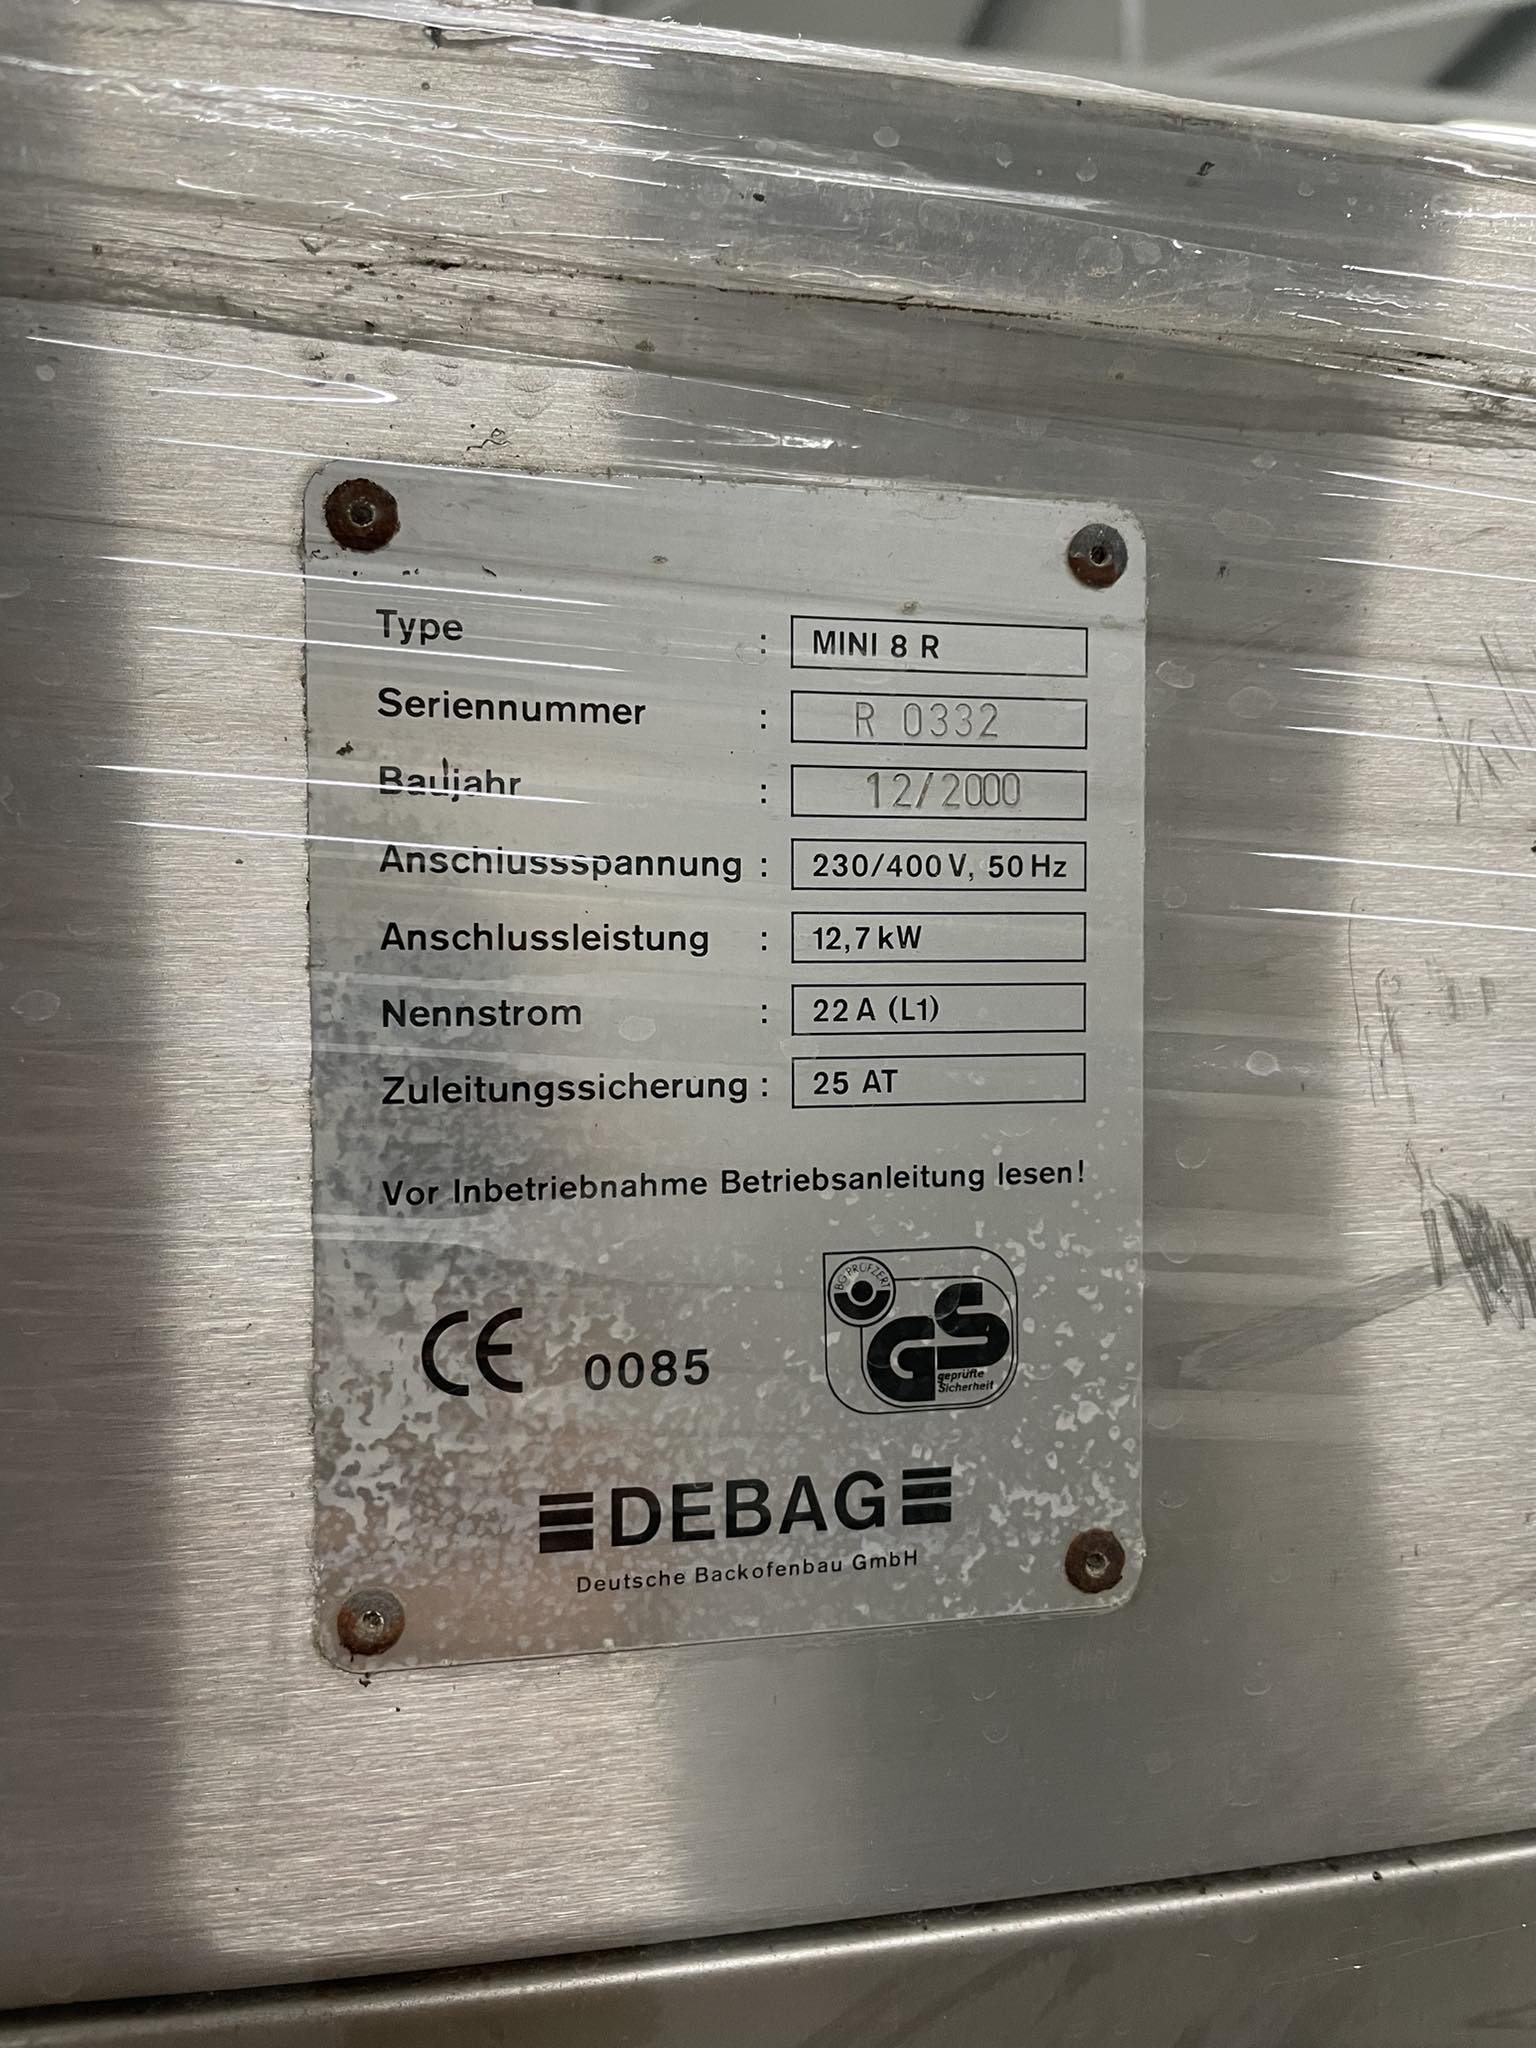 Type : MINI 8 R
Seriennummer : R 0332
Baujahr : 12/2000
Anschlussspannung : 230/400 V, 50 Hz
Anschlussleistung : 12,7 kW
Nennstrom : 22 A (L1)
Zuleitungssicherung : 25 AT
Vor Inbetriebnahme Betriebsanleitung lesen!
BG PRÜFZERT
CE 0085
GS
geprüfte
Sicherheit
DEBAG
Deutsche Backofenbau GmbH